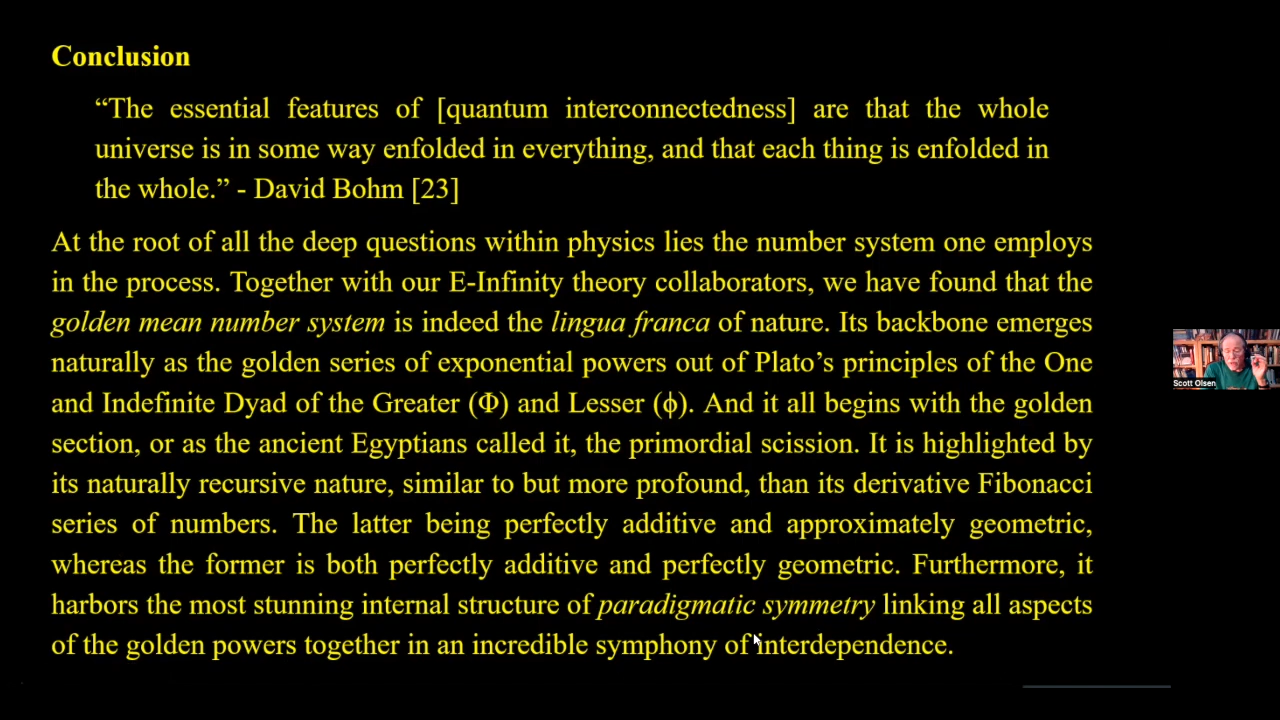 Conclusion
“The essential features of [quantum interconnectedness] are that the whole
universe is in some way enfolded in everything, and that each thing is enfolded in
the whole.” - David Bohm [23]
At the root of all the deep questions within physics lies the number system one employs
in the process. Together with our E-Infinity theory collaborators, we have found that the
golden mean number system is indeed the lingua franca of nature. Its backbone emerges
naturally as the golden series of exponential powers out of Plato’s principles of the One
and Indefinite Dyad of the Greater (Φ) and Lesser (ϕ). And it all begins with the golden
section, or as the ancient Egyptians called it, the primordial scission. It is highlighted by
its naturally recursive nature, similar to but more profound, than its derivative Fibonacci
series of numbers. The latter being perfectly additive and approximately geometric,
whereas the former is both perfectly additive and perfectly geometric. Furthermore, it
harbors the most stunning internal structure of paradigmatic symmetry linking all aspects
of the golden powers together in an incredible symphony of interdependence.
Scott Olsen